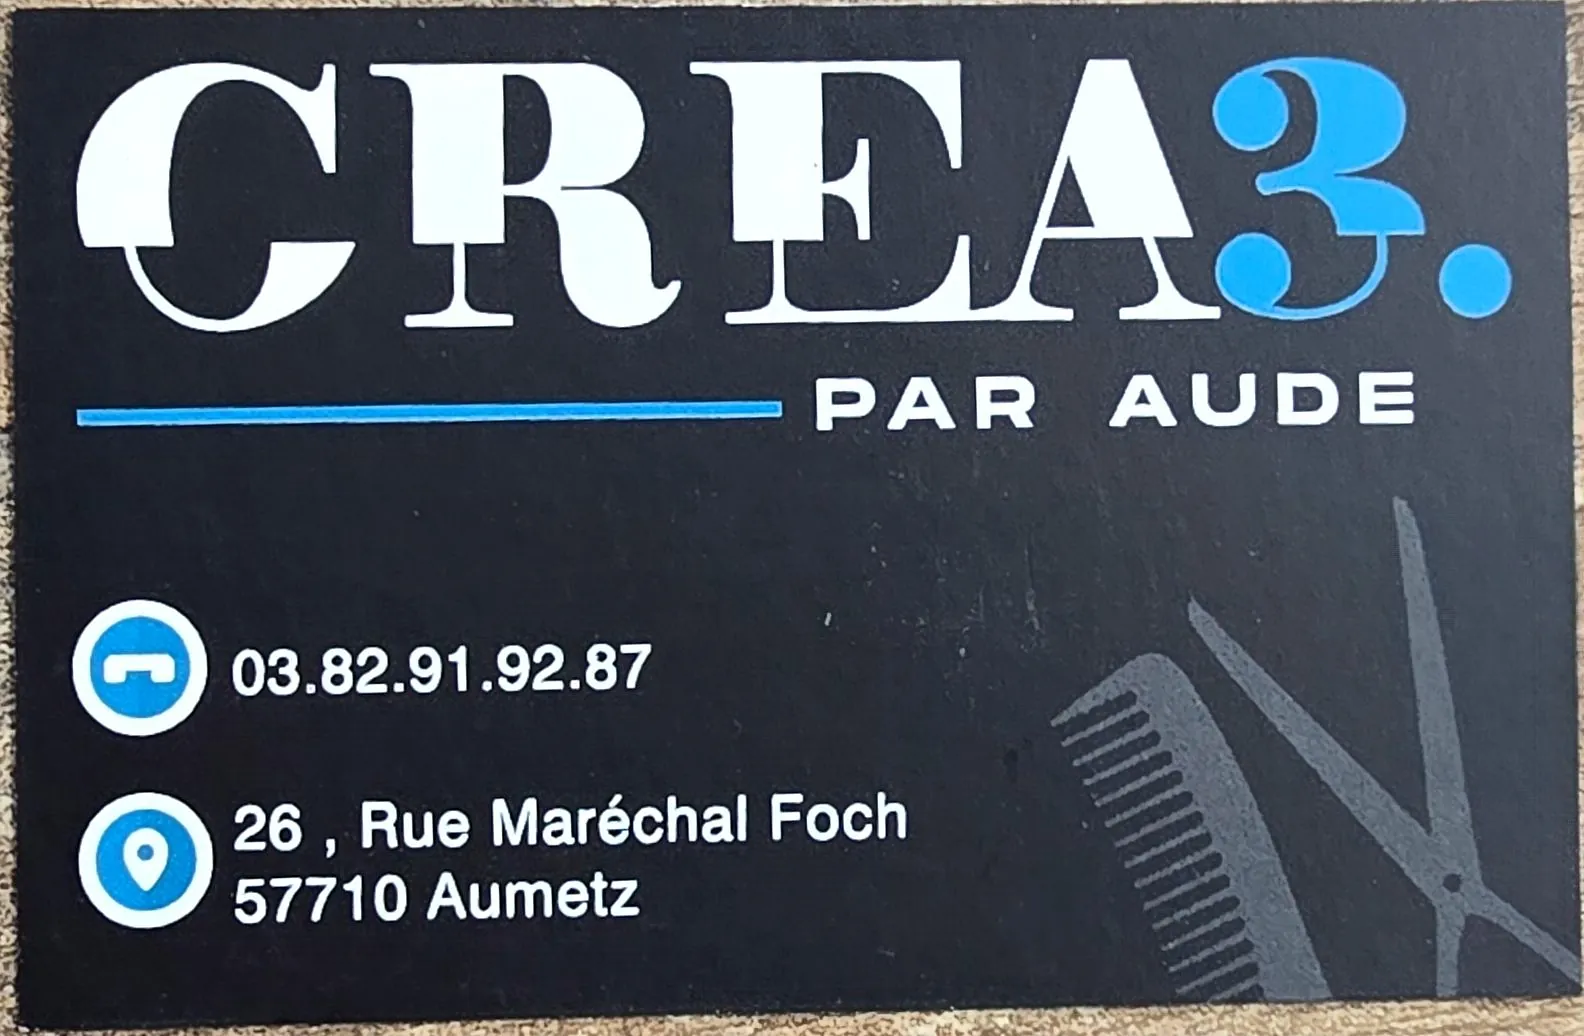 CREA3.
PAR AUDE
03.82.91.92.87
26 , Rue Maréchal Foch
57710 Aumetz